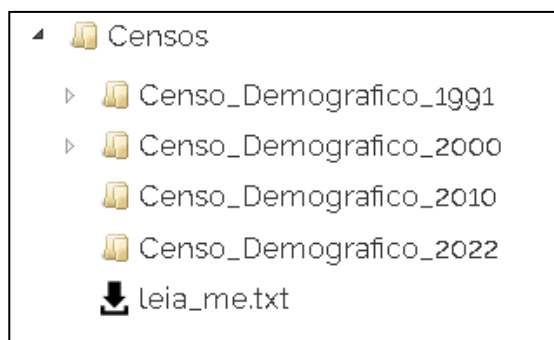 Censos
Censo_Demografico_1991
Censo_Demografico_2000
Censo_Demografico_2010
Censo_Demografico_2022
leia_me.txt